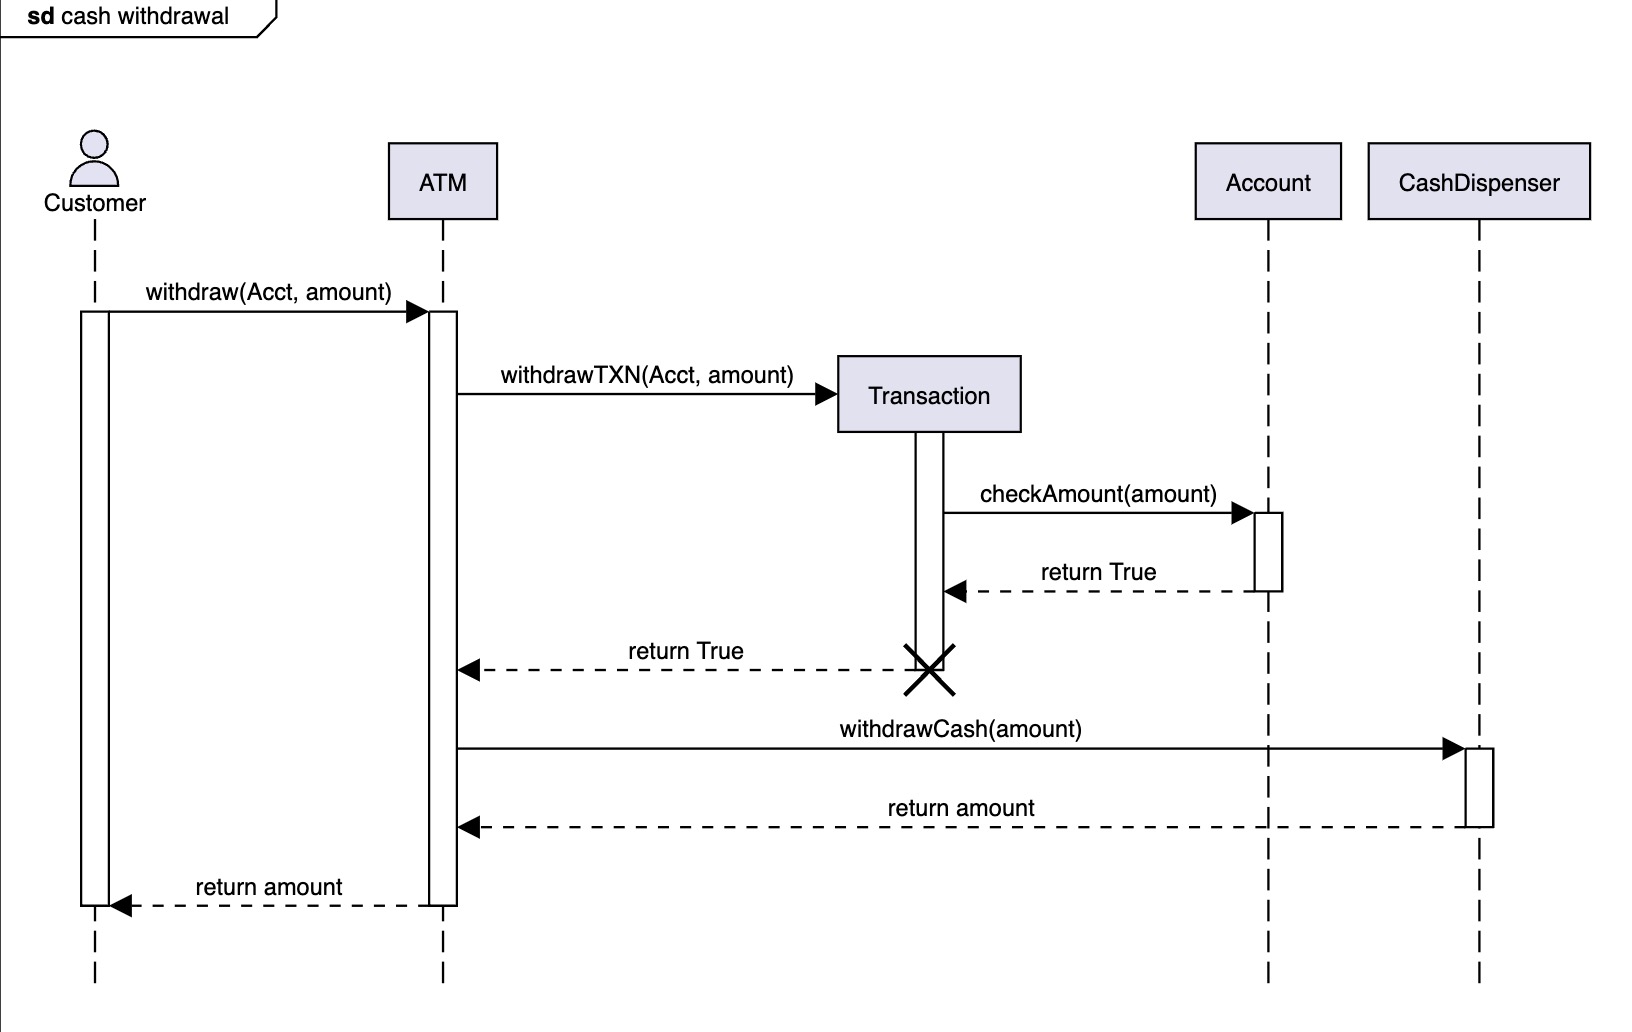 sd cash withdrawal
Customer
ATM
Account
CashDispenser
withdraw(Acct, amount)
withdrawTXN(Acct, amount)
Transaction
checkAmount(amount)
return True
return True
withdrawCash(amount)
return amount
return amount